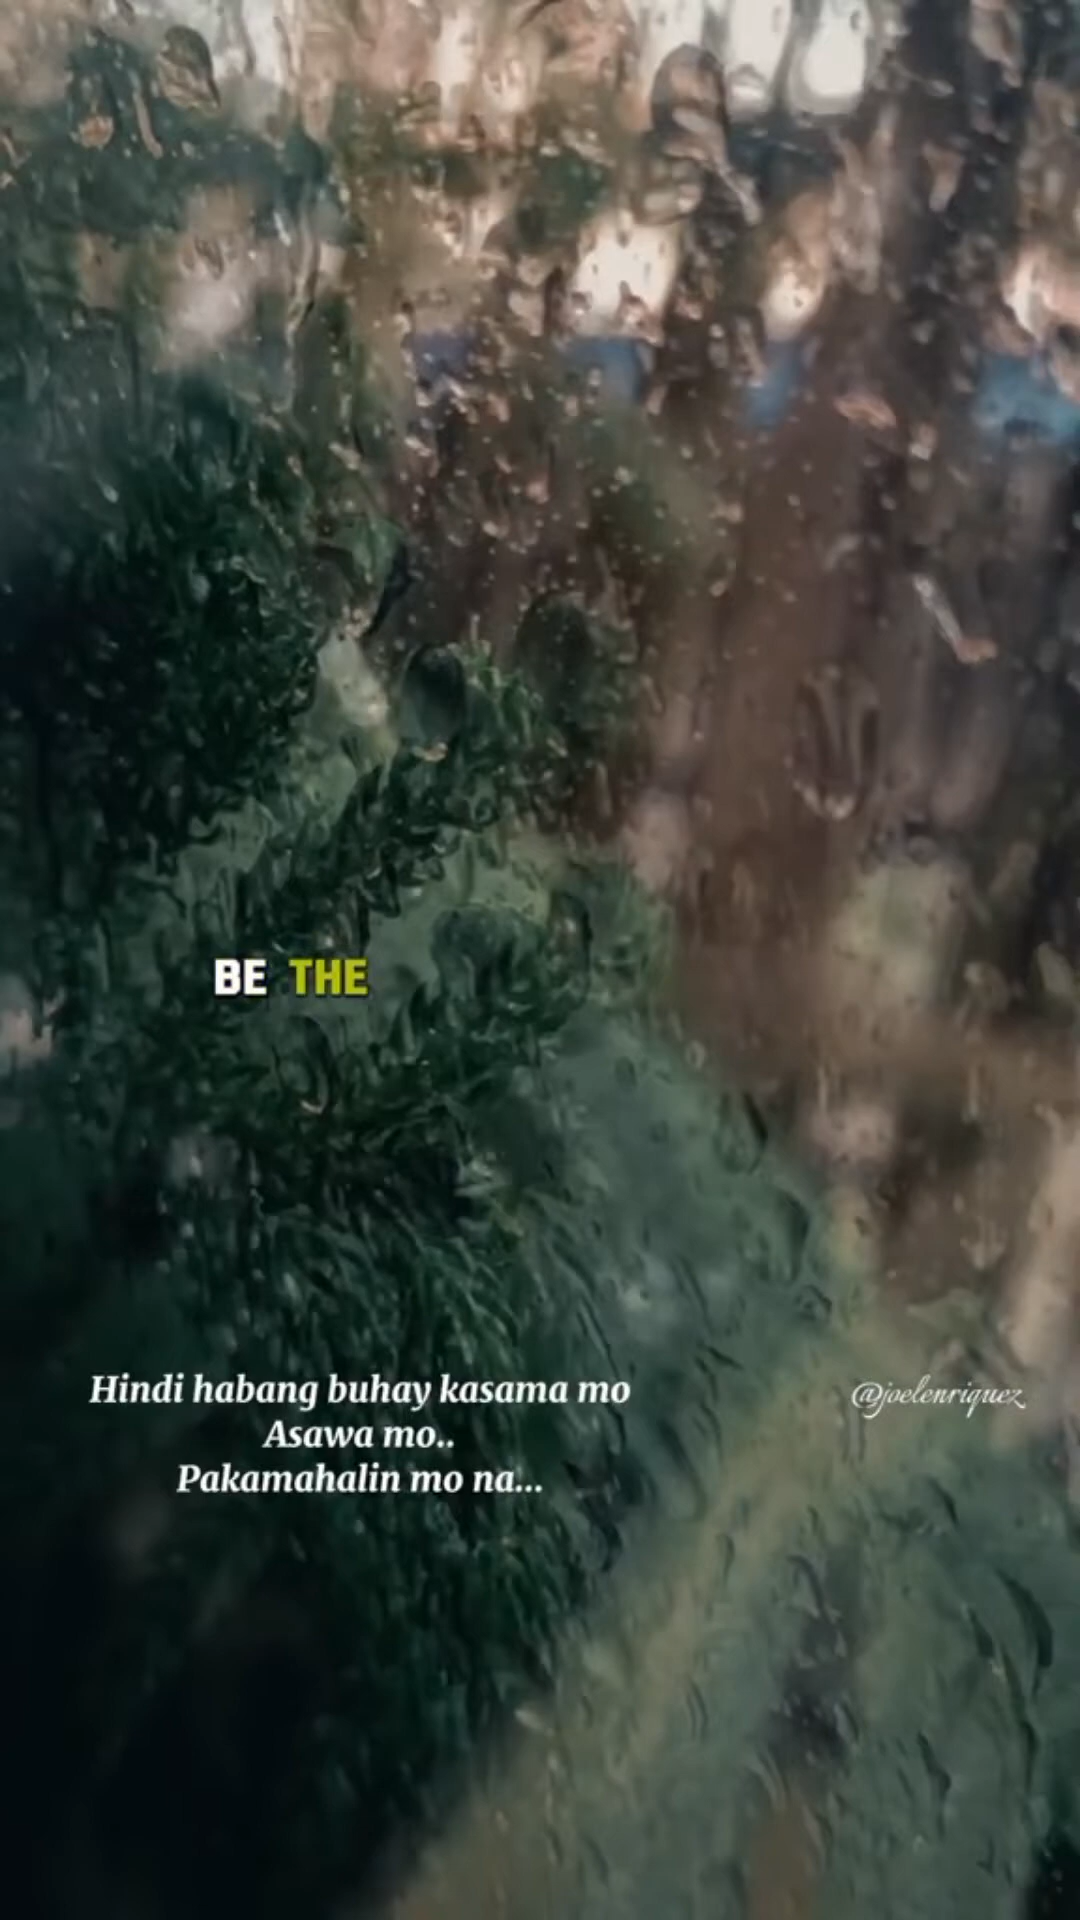 BE THE
Hindi habang buhay kasama mo
Asawa mo..
Pakamahalin mo na...
@joelenriquez